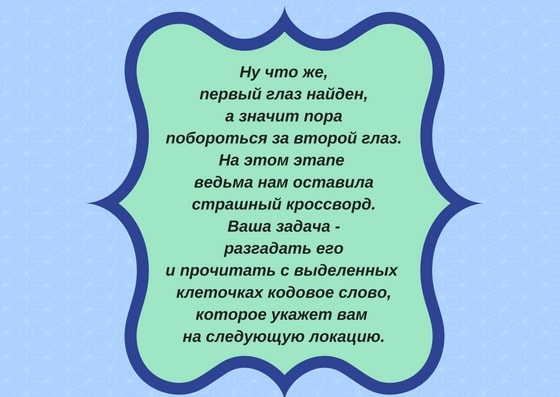 Ну что же,
первый глаз найден,
а значит пора
побороться за второй глаз.
На этом этапе
ведьма нам оставила
страшный кроссворд.
Ваша задача -
разгадать его
и прочитать с выделенных
клеточках кодовое слово,
которое укажет вам
на следующую локацию.